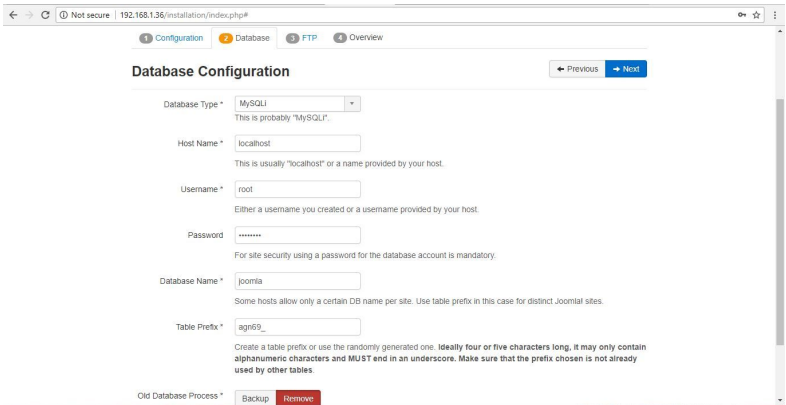 Not secure | 192.168.1.36/installation/index.php#
1 Configuration 2 Database 3 FTP 4 Overview
Database Configuration
Previous Next
Database Type * MySQLi
This is probably "MySQLi".
Host Name * localhost
This is usually "localhost" or a name provided by your host.
Username * root
Either a username you created or a username provided by your host.
Password ••••••••
For site security using a password for the database account is mandatory.
Database Name * joomla
Some hosts allow only a certain DB name per site. Use table prefix in this case for distinct Joomla! sites.
Table Prefix * agn69_
Create a table prefix or use the randomly generated one. Ideally four or five characters long, it may only contain
alphanumeric characters and MUST end in an underscore. Make sure that the prefix chosen is not already
used by other tables.
Old Database Process * Backup Remove